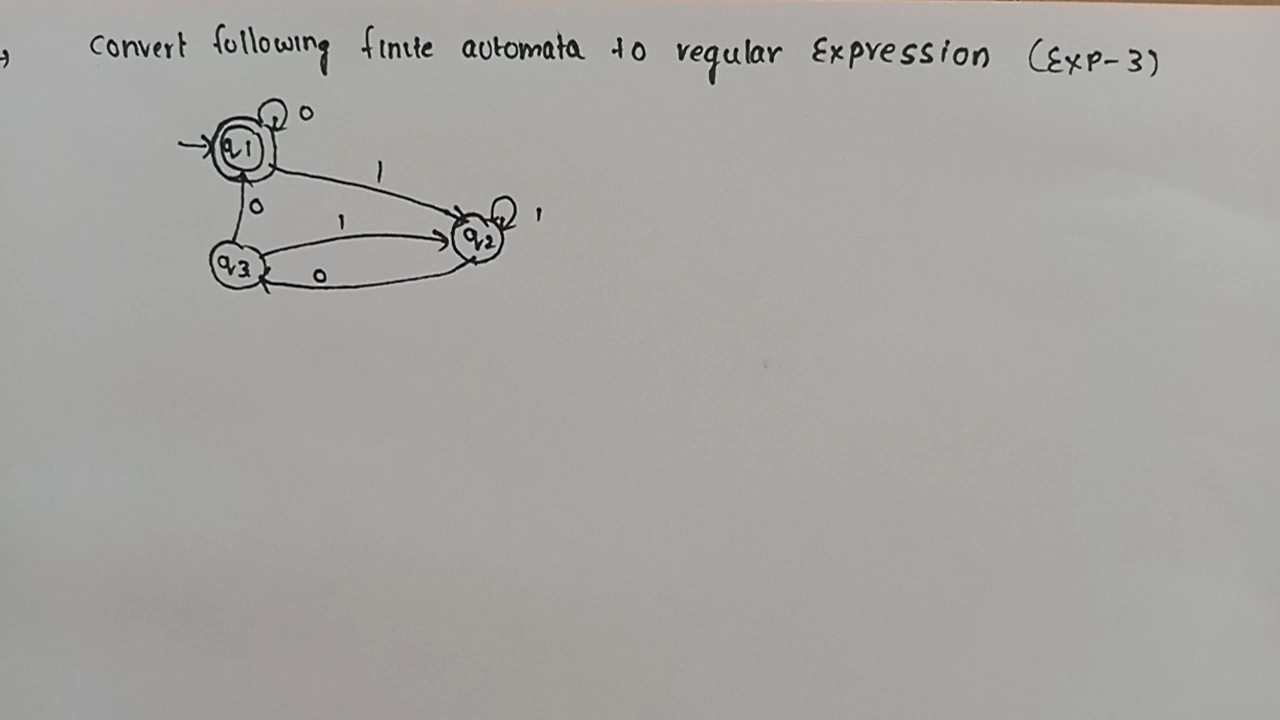 → convert following finite automata to regular Expression (Exp-3)
0
q1
1
0
1
q2
1
q3
0